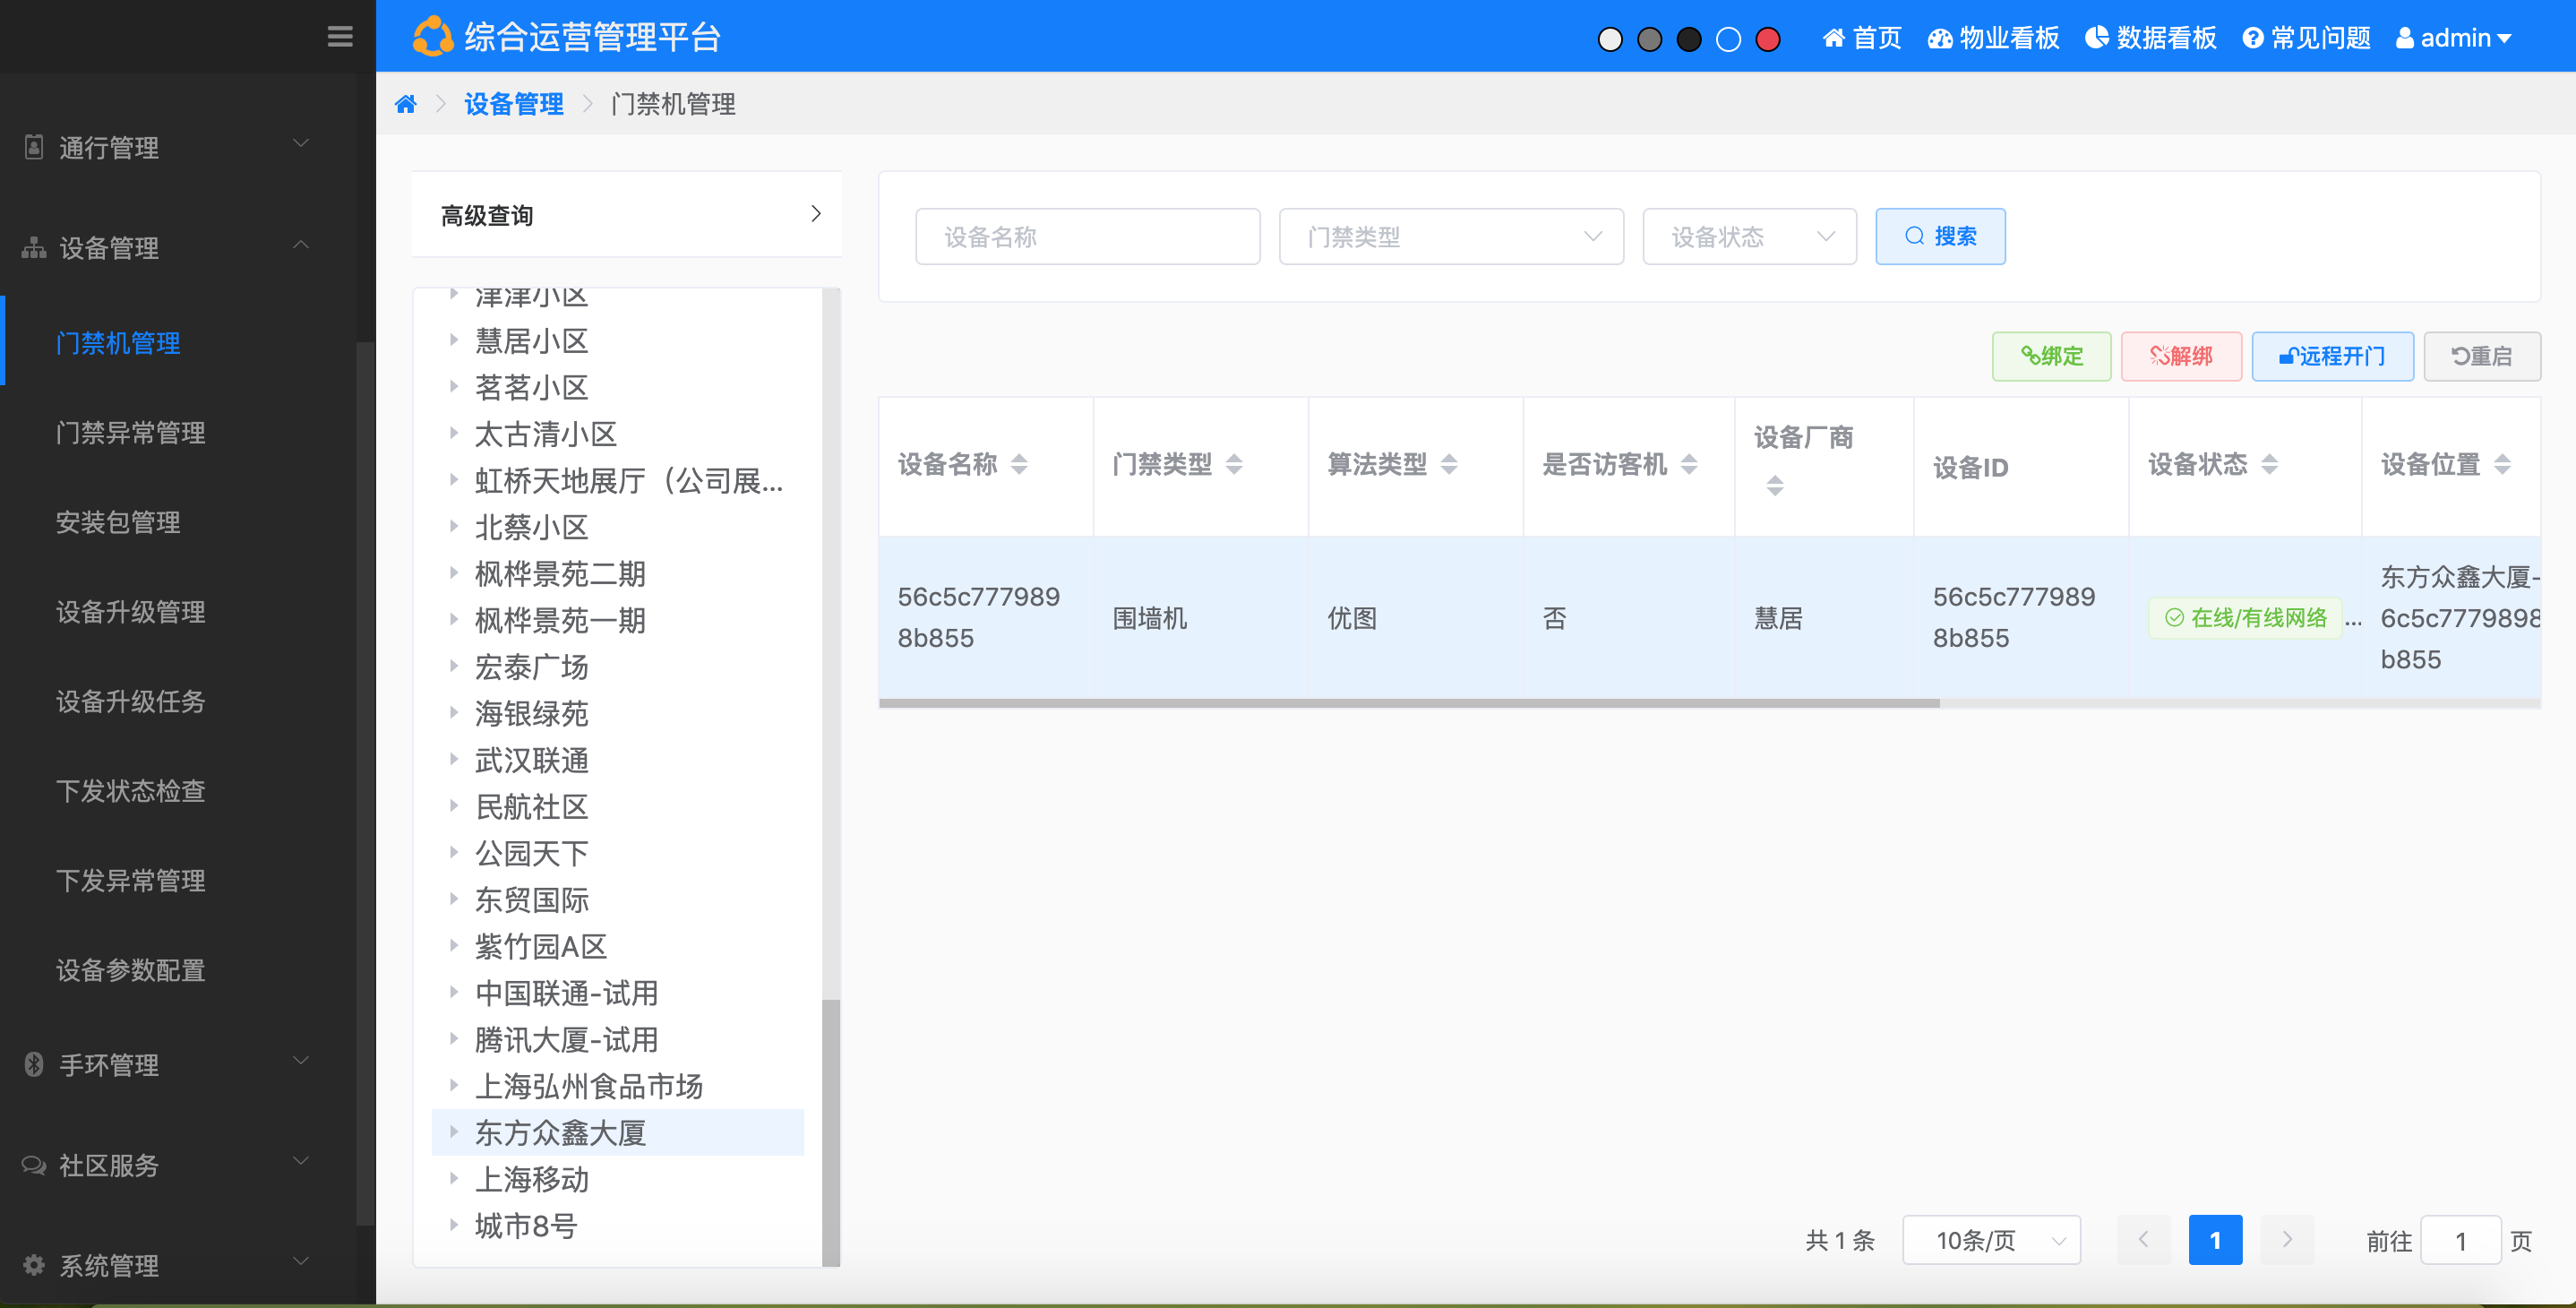 综合运营管理平台
首页
物业看板
数据看板
常见问题
admin
设备管理
门禁机管理
通行管理
设备管理
门禁机管理
门禁异常管理
安装包管理
设备升级管理
设备升级任务
下发状态检查
下发异常管理
设备参数配置
手环管理
社区服务
系统管理
高级查询
津津小区
慧居小区
茗茗小区
太古清小区
虹桥天地展厅（公司展...
北蔡小区
枫桦景苑二期
枫桦景苑一期
宏泰广场
海银绿苑
武汉联通
民航社区
公园天下
东贸国际
紫竹园A区
中国联通-试用
腾讯大厦-试用
上海弘州食品市场
东方众鑫大厦
上海移动
城市8号
设备名称
门禁类型
设备状态
搜索
绑定
解绑
远程开门
重启
设备名称
门禁类型
算法类型
是否访客机
设备厂商
设备ID
设备状态
设备位置
56c5c777989
8b855
围墙机
优图
否
慧居
56c5c777989
8b855
在线/有线网络 ...
东方众鑫大厦-
6c5c7779898
b855
共 1 条
10条/页
1
前往 1 页